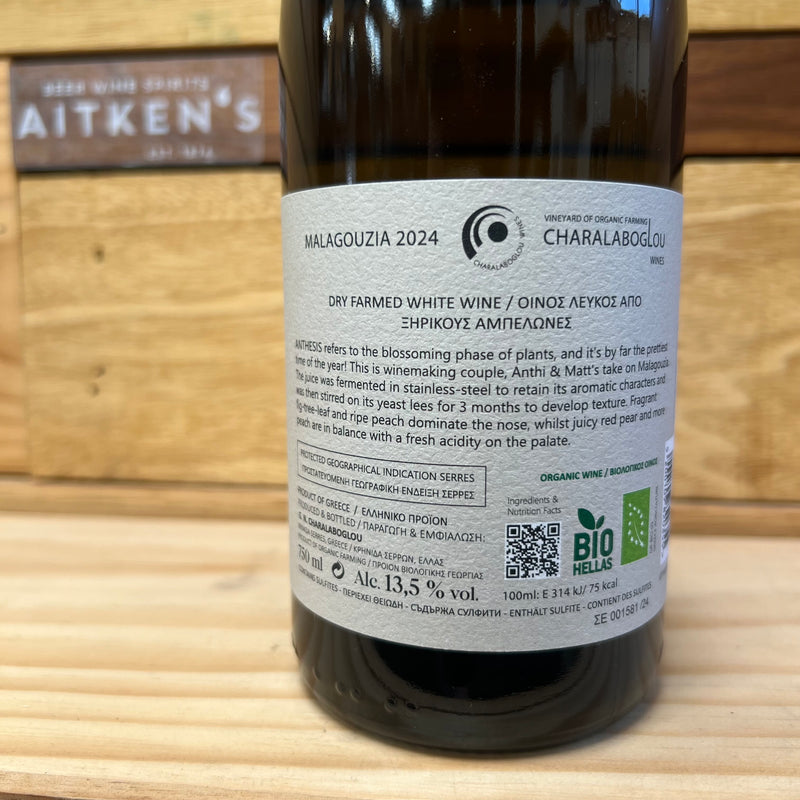 BEER WINE SPIRITS
AITKEN'S
EST. 1874
MALAGOUZIA 2024
CHARALABOGLOU WINES
VINEYARD OF ORGANIC FARMING
CHARALABOGLOU
WINES
DRY FARMED WHITE WINE / ΟΙΝΟΣ ΛΕΥΚΟΣ ΑΠΟ
ΞΗΡΙΚΟΥΣ ΑΜΠΕΛΩΝΕΣ
ANTHESIS refers to the blossoming phase of plants, and it's by far the prettiest
time of the year! This is winemaking couple, Anthi & Matt's take on Malagouzia.
The juice was fermented in stainless-steel to retain its aromatic characters and
was then stirred on its yeast lees for 3 months to develop texture. Fragrant
fig-tree-leaf and ripe peach dominate the nose, whilst juicy red pear and more
peach are in balance with a fresh acidity on the palate.
PROTECTED GEOGRAPHICAL INDICATION SERRES
ΠΡΟΣΤΑΤΕΥΟΜΕΝΗ ΓΕΩΓΡΑΦΙΚΗ ΕΝΔΕΙΞΗ ΣΕΡΡΕΣ
PRODUCT OF GREECE / ΕΛΛΗΝΙΚΟ ΠΡΟΪΟΝ
PRODUCED & BOTTLED / ΠΑΡΑΓΩΓΗ & ΕΜΦΙΑΛΩΣΗ:
CHARALABOGLOU
SERRES, GREECE / ΚΡΗΝΙΔΑ ΣΕΡΡΩΝ, ΕΛΛΑΣ
PRODUCT OF ORGANIC FARMING / ΠΡΟΪΟΝ ΒΙΟΛΟΓΙΚΗΣ ΓΕΩΡΓΙΑΣ
750 ml Alc. 13,5 % vol.
CONTAINS SULFITES - ΠΕΡΙΕΧΕΙ ΘΕΙΩΔΗ - СЪДЪРЖА СУЛФИТИ - ENTHÄLT SULFITE - CONTIENT DES SULFITES
ORGANIC WINE / ΒΙΟΛΟΓΙΚΟΣ ΟΙΝΟΣ
Ingredients &
Nutrition Facts
BIO
HELLAS
100ml: E 314 kJ/ 75 kcal
ΣΕ 001581 /24